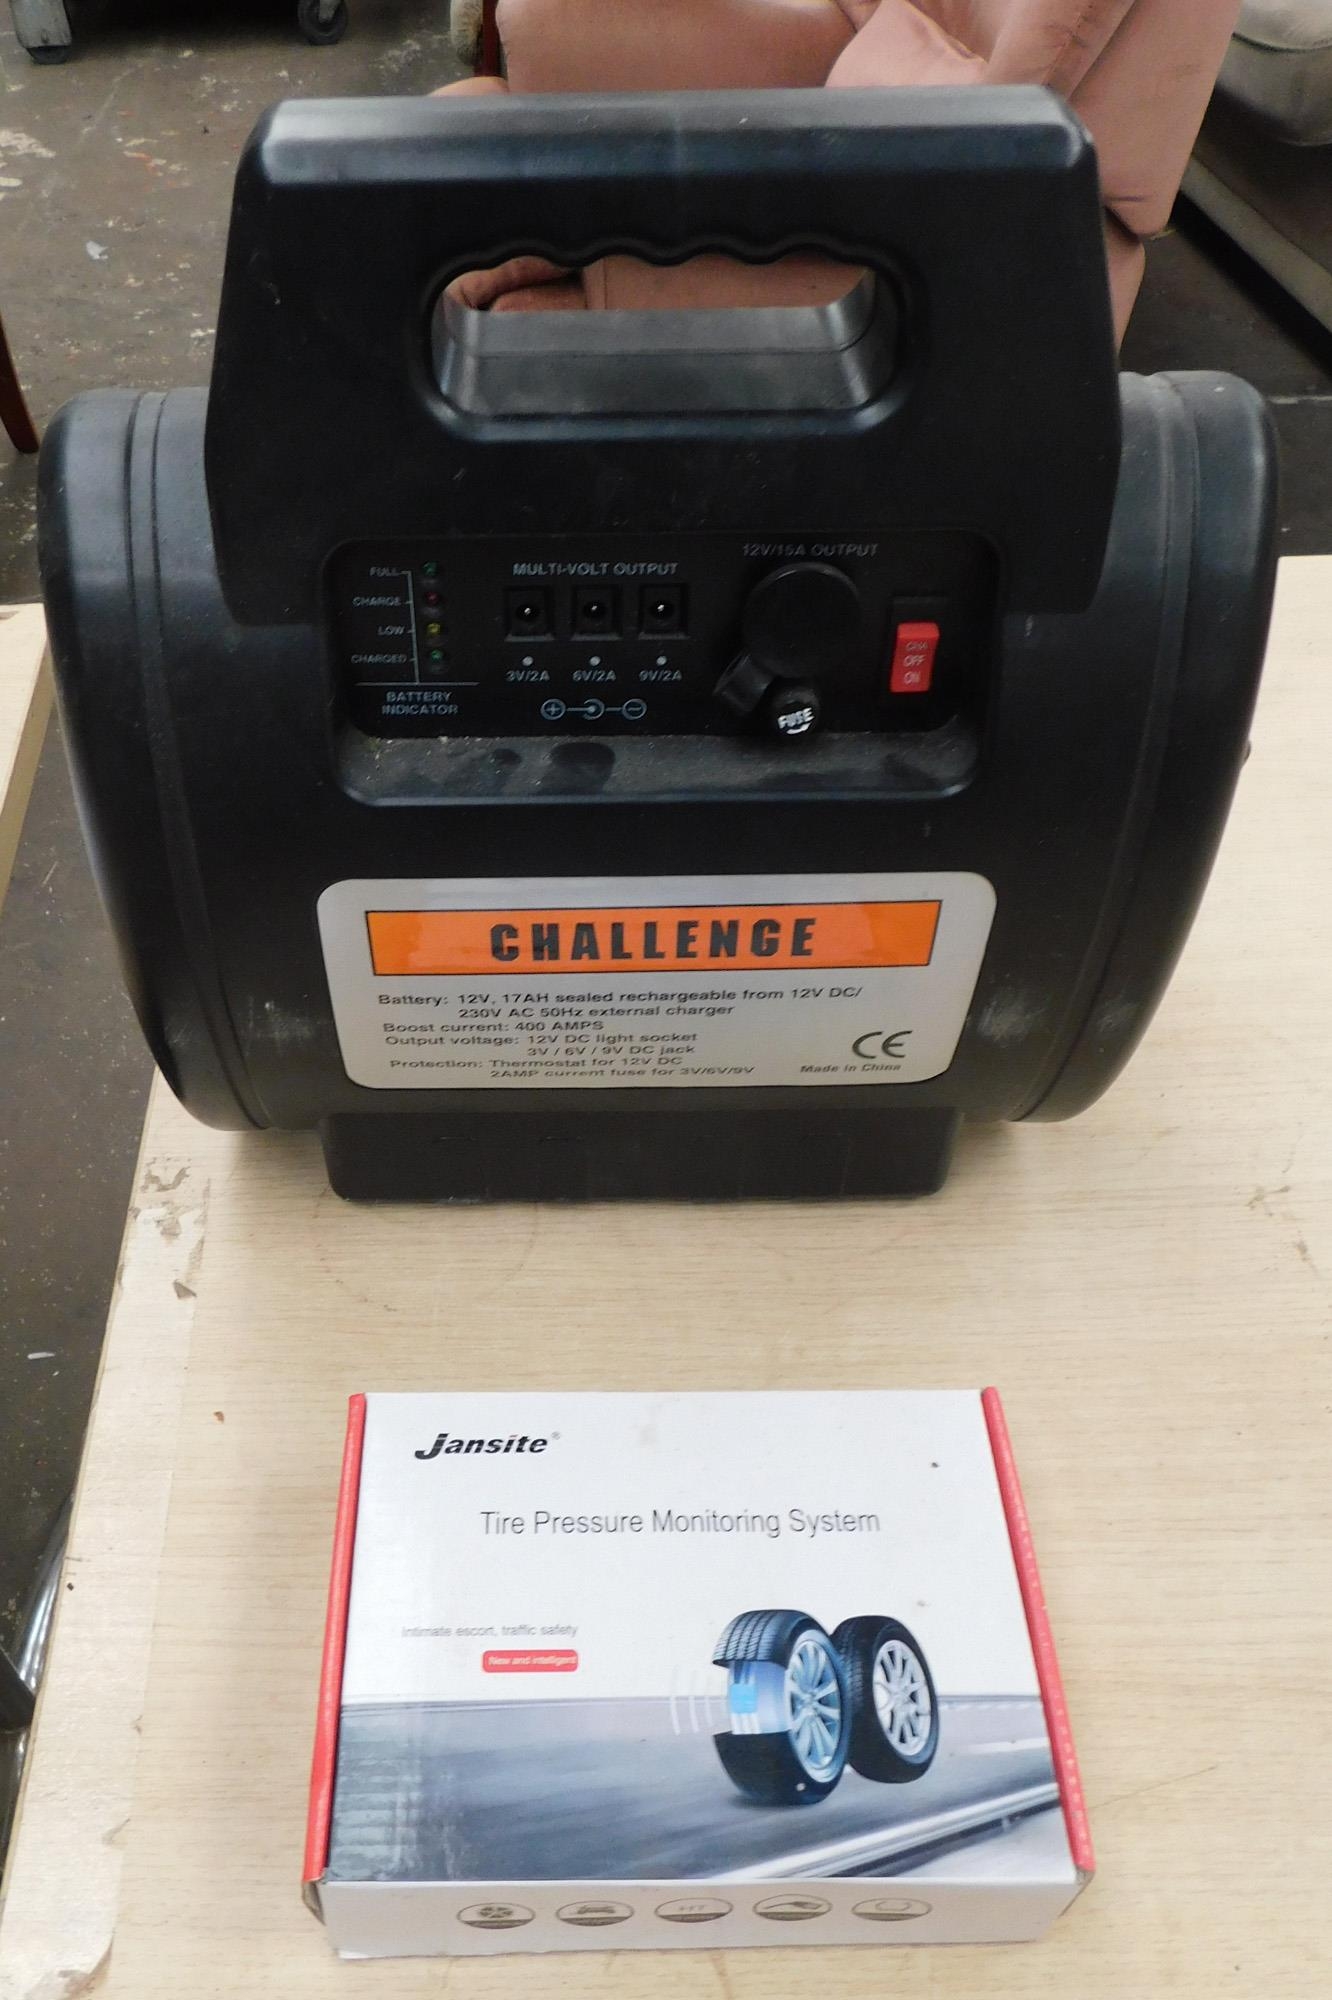 FULL
CHARGE
LOW
CHARGED
BATTERY
INDICATOR
MULTI-VOLT OUTPUT
3V/2A 6V/2A 9V/2A
12V/15A OUTPUT
FUSE
OFF
ON
CHALLENGE
Battery: 12V, 17AH sealed rechargeable from 12V DC/
230V AC 50Hz external charger
Boost current: 400 AMPS
Output voltage: 12V DC light socket
3V / 6V / 9V DC jack
Protection: Thermostat for 12V DC
2AMP current fuse for 3V/6V/9V
CE
Made in China
Jansite®
Tire Pressure Monitoring System
Intimate escort, traffic safety
New and intelligent